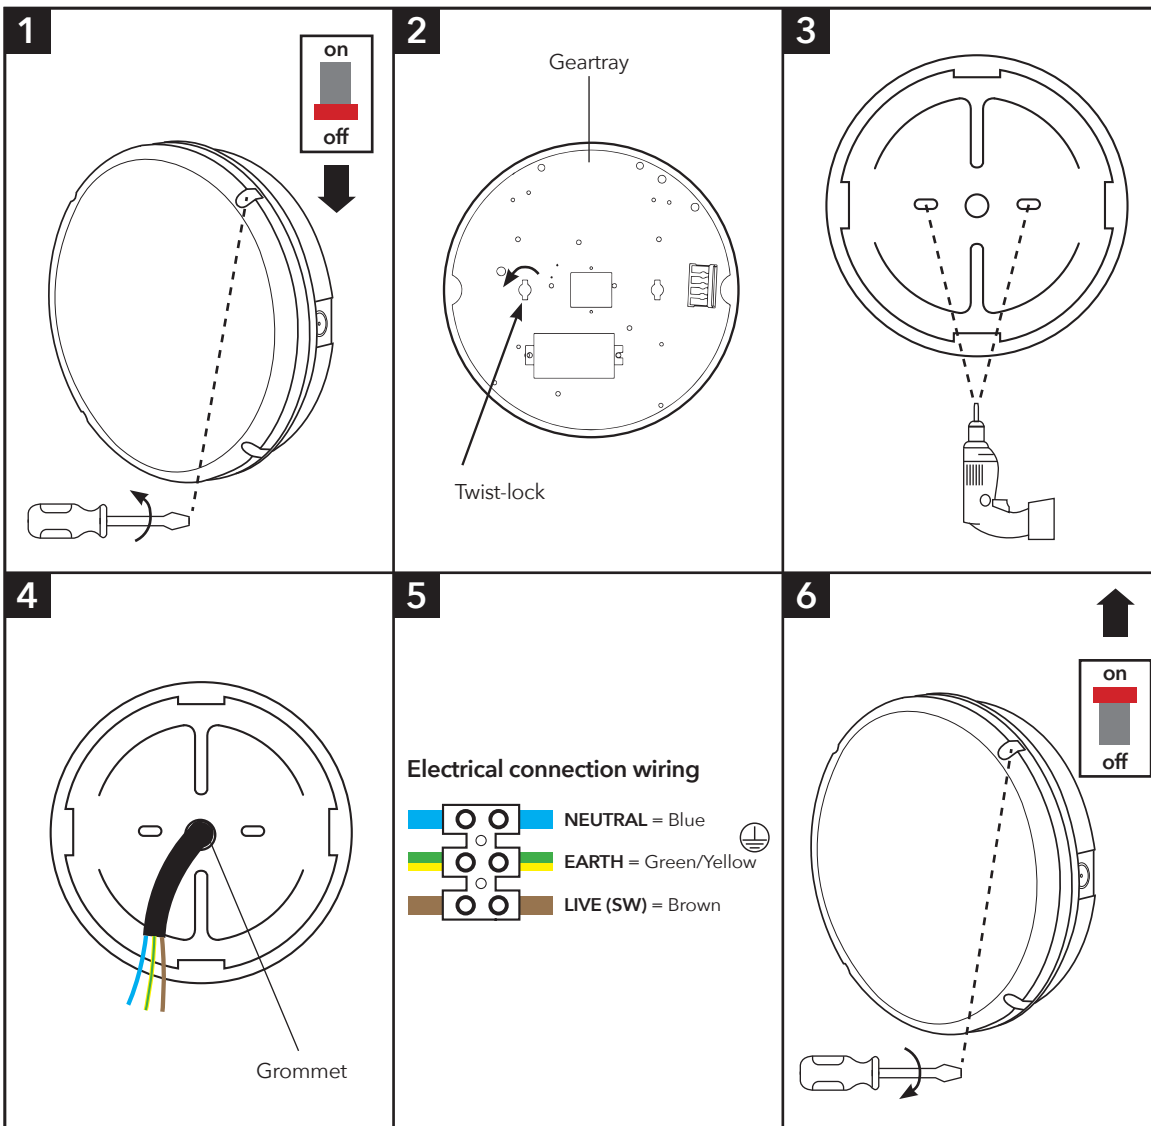 1
on
off
2
Geartray
Twist-lock
3
4
Grommet
5
Electrical connection wiring
NEUTRAL = Blue
EARTH = Green/Yellow
LIVE (SW) = Brown
6
on
off